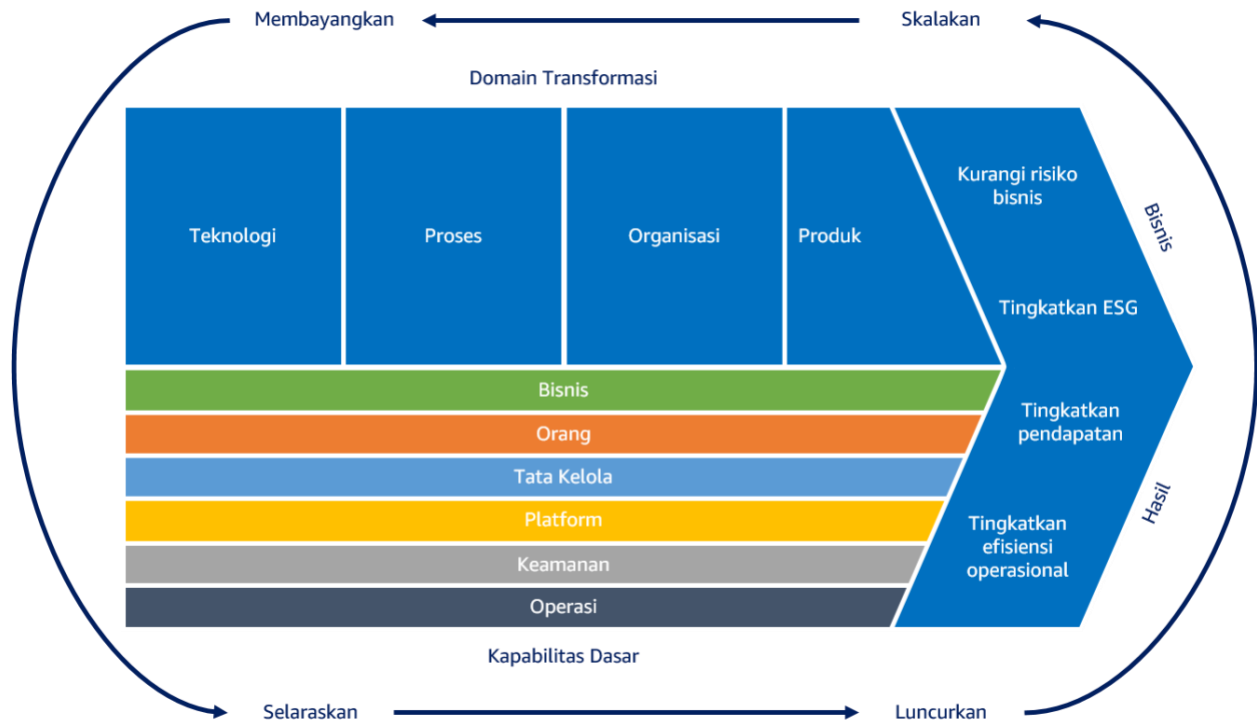 Membayangkan
Skalakan
Domain Transformasi
Teknologi
Proses
Organisasi
Produk
Kurangi risiko
bisnis
Tingkatkan ESG
Tingkatkan
pendapatan
Tingkatkan
efisiensi
operasional
Bisnis
Hasil
Bisnis
Orang
Tata Kelola
Platform
Keamanan
Operasi
Kapabilitas Dasar
Selaraskan
Luncurkan